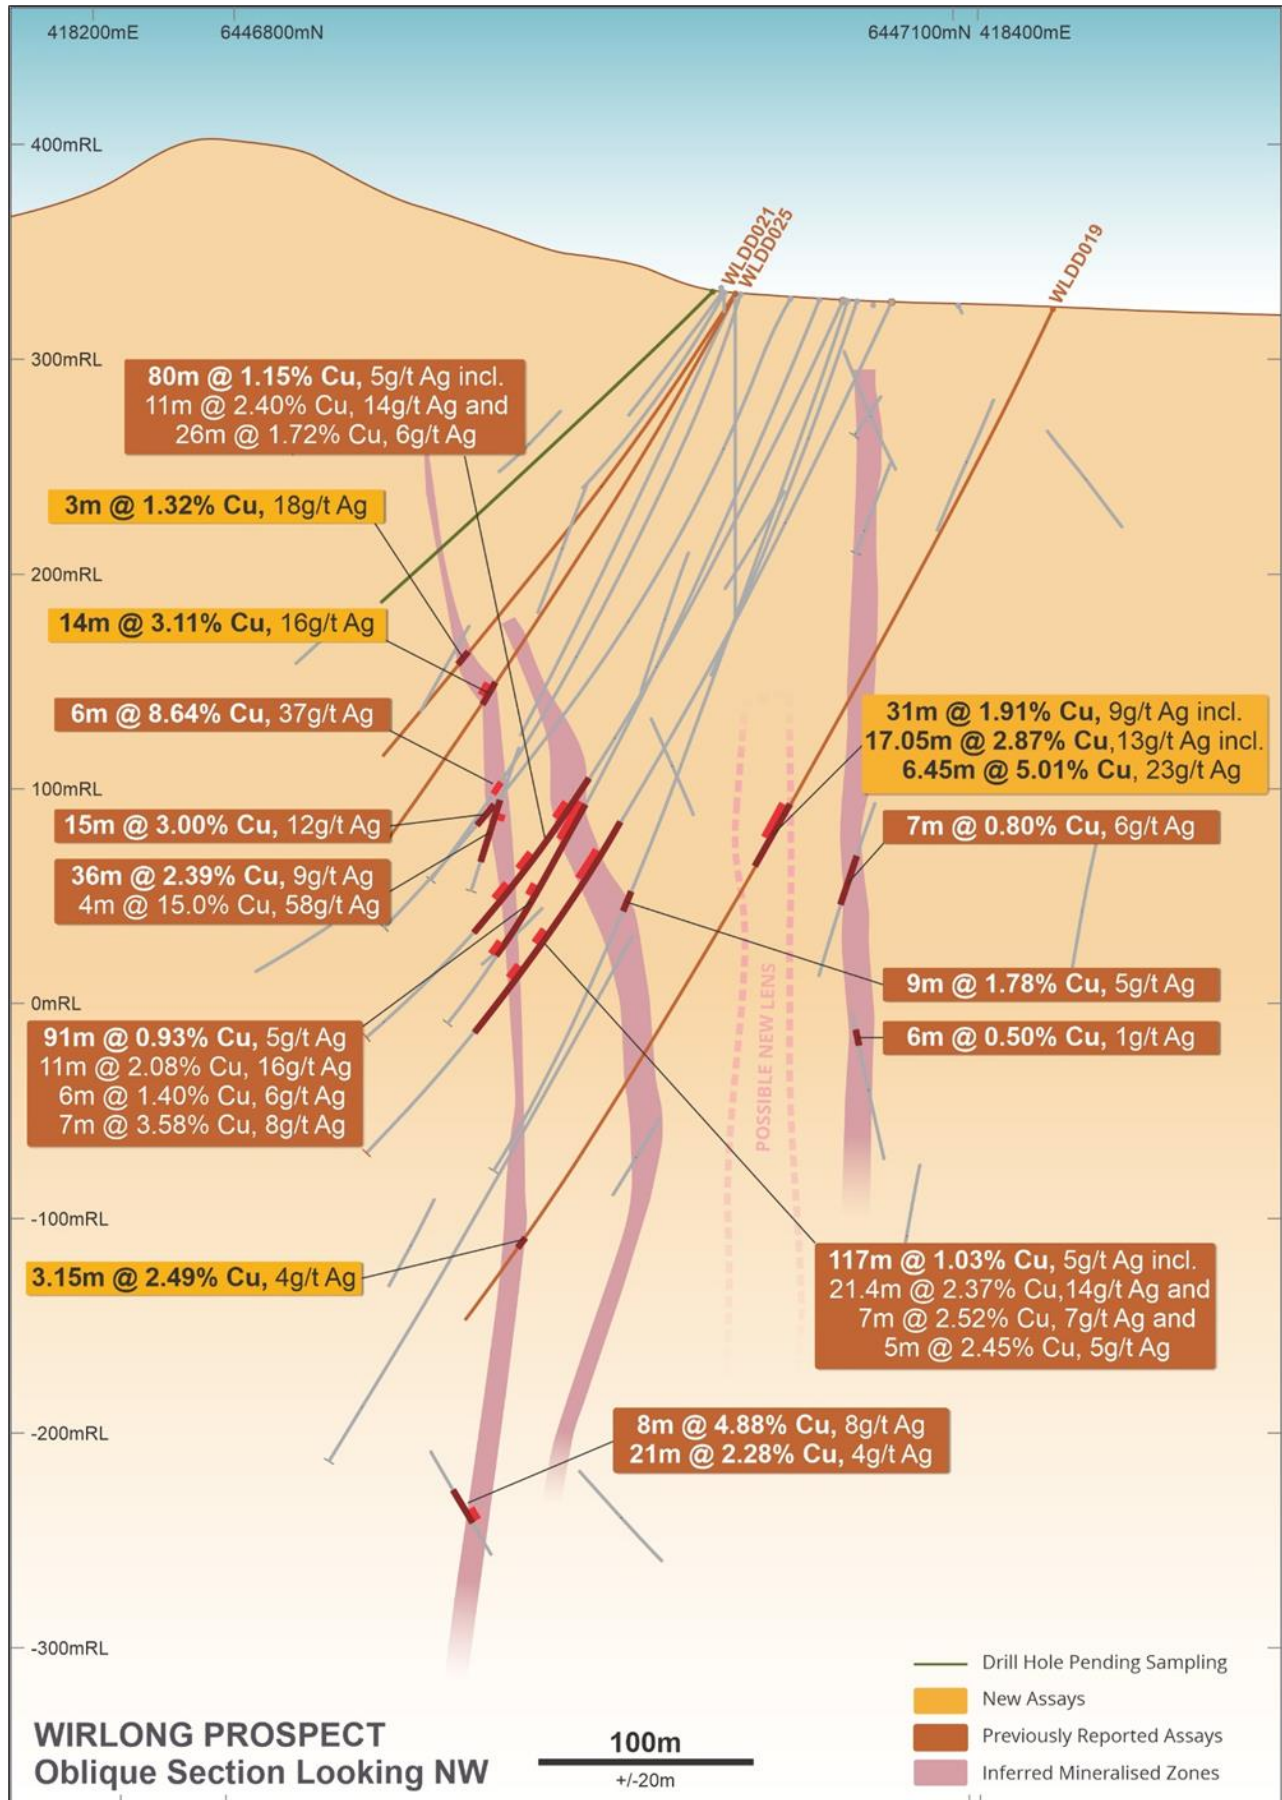 418200mE
6446800mN
6447100mN
418400mE
400mRL
WLDD021
WLDD025
WLDD019
300mRL
80m @ 1.15% Cu, 5g/t Ag incl.
11m @ 2.40% Cu, 14g/t Ag and
26m @ 1.72% Cu, 6g/t Ag
3m @ 1.32% Cu, 18g/t Ag
200mRL
14m @ 3.11% Cu, 16g/t Ag
6m @ 8.64% Cu, 37g/t Ag
31m @ 1.91% Cu, 9g/t Ag incl.
17.05m @ 2.87% Cu,13g/t Ag incl.
6.45m @ 5.01% Cu, 23g/t Ag
100mRL
15m @ 3.00% Cu, 12g/t Ag
7m @ 0.80% Cu, 6g/t Ag
36m @ 2.39% Cu, 9g/t Ag
4m @ 15.0% Cu, 58g/t Ag
9m @ 1.78% Cu, 5g/t Ag
0mRL
6m @ 0.50% Cu, 1g/t Ag
91m @ 0.93% Cu, 5g/t Ag
11m @ 2.08% Cu, 16g/t Ag
6m @ 1.40% Cu, 6g/t Ag
7m @ 3.58% Cu, 8g/t Ag
POSSIBLE NEW LENS
-100mRL
3.15m @ 2.49% Cu, 4g/t Ag
117m @ 1.03% Cu, 5g/t Ag incl.
21.4m @ 2.37% Cu,14g/t Ag and
7m @ 2.52% Cu, 7g/t Ag and
5m @ 2.45% Cu, 5g/t Ag
-200mRL
8m @ 4.88% Cu, 8g/t Ag
21m @ 2.28% Cu, 4g/t Ag
-300mRL
WIRLONG PROSPECT
Oblique Section Looking NW
100m
+/-20m
Drill Hole Pending Sampling
New Assays
Previously Reported Assays
Inferred Mineralised Zones